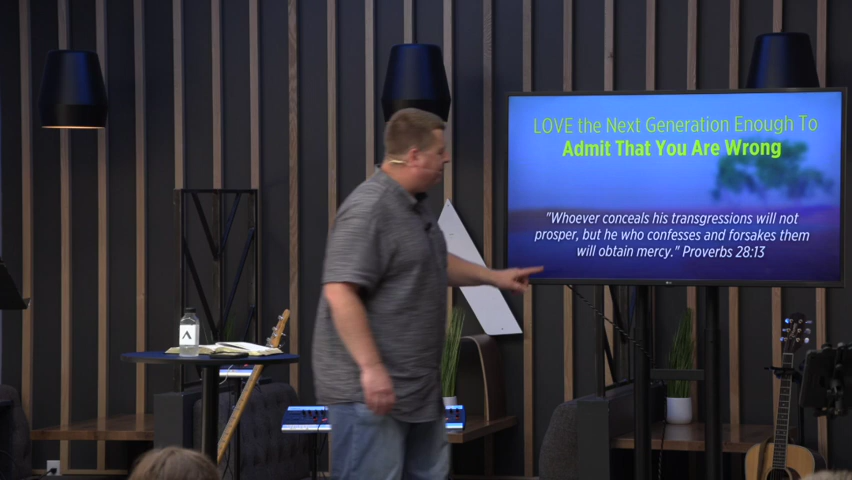 LOVE the Next Generation Enough To
Admit That You Are Wrong
"Whoever conceals his transgressions will not
prosper, but he who confesses and forsakes them
will obtain mercy." Proverbs 28:13